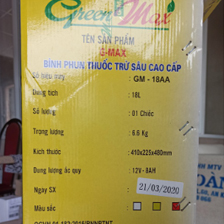 Green Max
TÊN SẢN PHẨM
G-MAX
BÌNH PHUN THUỐC TRỪ SÂU CAO CẤP
Số hiệu máy : GM - 18AA
Dung tích : 18L
Số lượng : 01 Chiếc
Trọng lượng : 6.6 Kg
Kích thước : 410x225x480mm
Dung lượng ắc quy : 12V - 8AH
Ngày SX : 21/03/2020
Màu sắc :
MTV